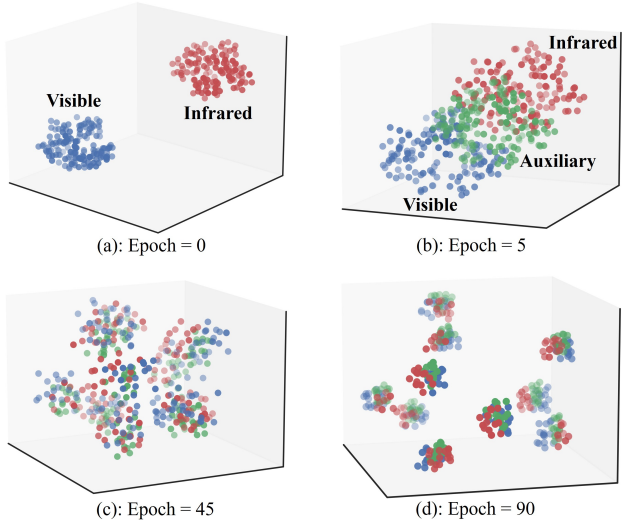 Visible
Infrared
(a): Epoch = 0
Infrared
Auxiliary
Visible
(b): Epoch = 5
(c): Epoch = 45
(d): Epoch = 90